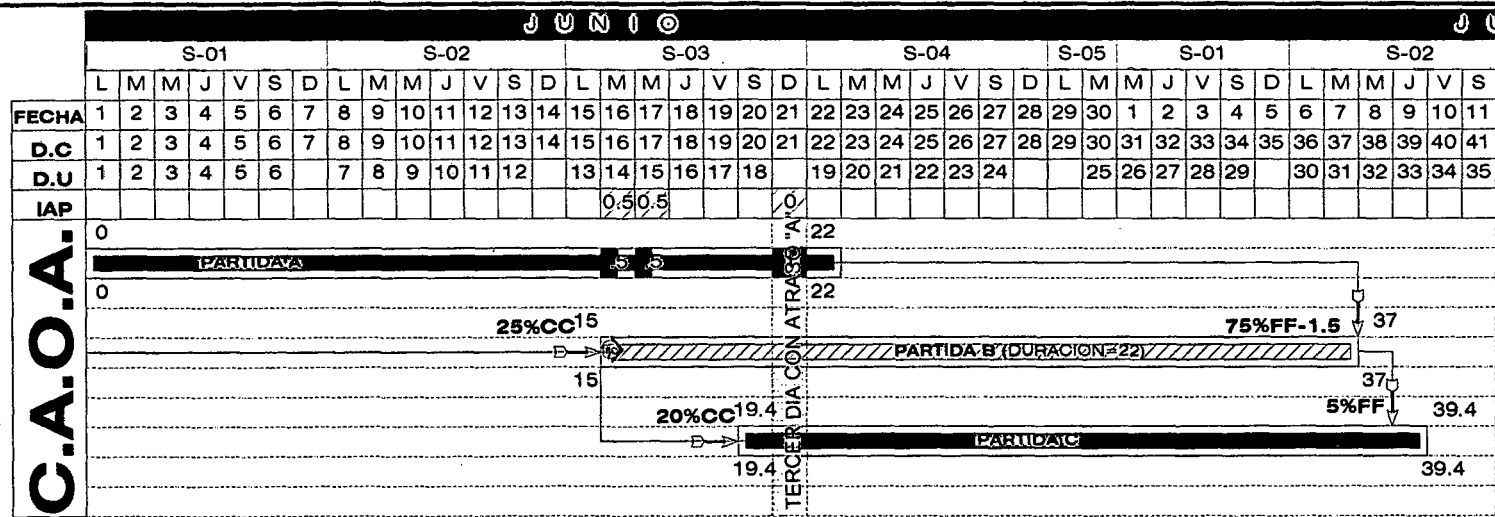 J U N I O J U
S-01 S-02 S-03 S-04 S-05 S-01 S-02
L M M J V S D L M M J V S D L M M J V S D L M M J V S D L M M J V S D L M M J V S
FECHA 1 2 3 4 5 6 7 8 9 10 11 12 13 14 15 16 17 18 19 20 21 22 23 24 25 26 27 28 29 30 1 2 3 4 5 6 7 8 9 10 11
D.C 1 2 3 4 5 6 7 8 9 10 11 12 13 14 15 16 17 18 19 20 21 22 23 24 25 26 27 28 29 30 31 32 33 34 35 36 37 38 39 40 41
D.U 1 2 3 4 5 6 7 8 9 10 11 12 13 14 15 16 17 18 19 20 21 22 23 24 25 26 27 28 29 30 31 32 33 34 35
IAP 0.5 0.5 0
C.A.O.A.
0 22
PARTIDA A .5 .5
0 22
TERCER DIA CON ATRASO "A"
25%CC 15 75%FF-1.5 37
PARTIDA B (DURACION=22)
15 37
20%CC 19.4 5%FF 39.4
PARTIDA C
19.4 39.4